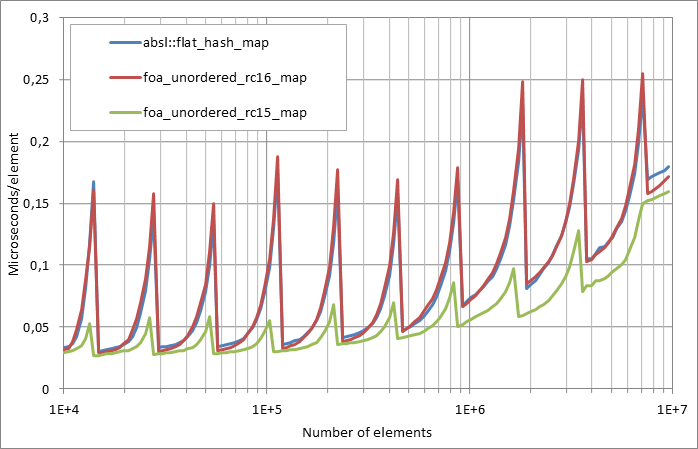 0,3
0,25
0,2
0,15
0,1
0,05
0
Microseconds/element
absl::flat_hash_map
foa_unordered_rc16_map
foa_unordered_rc15_map
1E+4
1E+5
1E+6
1E+7
Number of elements